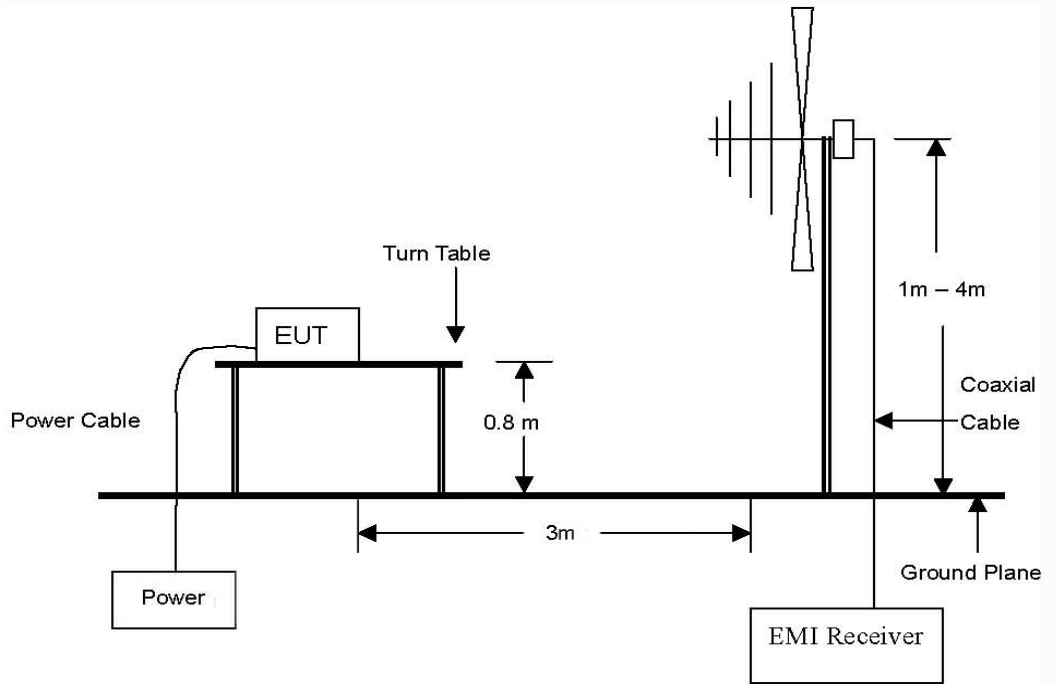 Turn Table
1m – 4m
EUT
Coaxial
Cable
Power Cable
0.8 m
3m
Ground Plane
Power
EMI Receiver